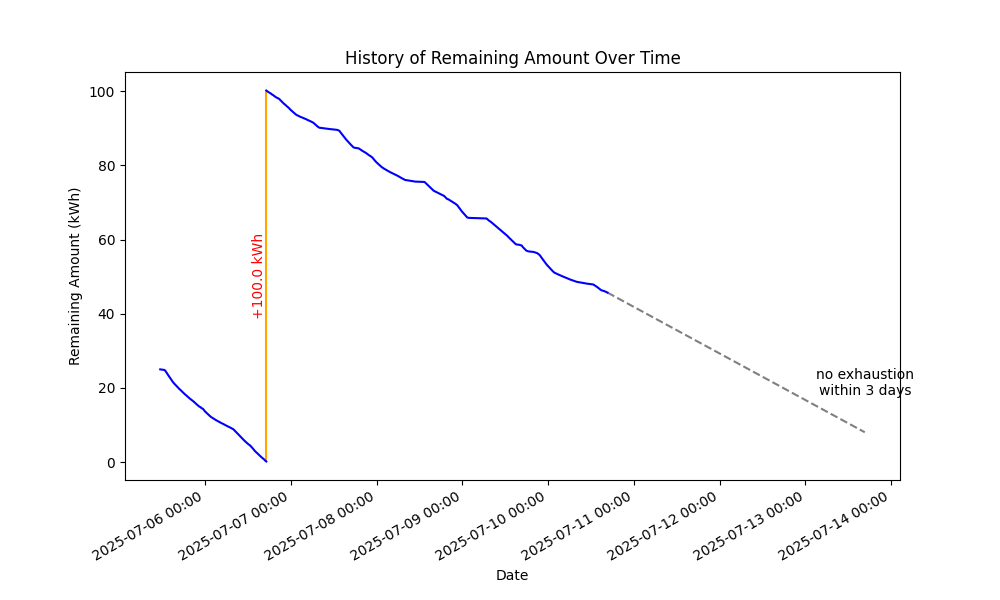 History of Remaining Amount Over Time
Remaining Amount (kWh)
100
80
60
40
20
0
+100.0 kWh
no exhaustion
within 3 days
2025-07-06 00:00
2025-07-07 00:00
2025-07-08 00:00
2025-07-09 00:00
2025-07-10 00:00
2025-07-11 00:00
2025-07-12 00:00
2025-07-13 00:00
2025-07-14 00:00
Date